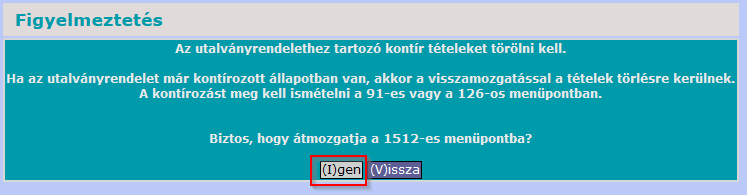 Figyelmeztetés
Az utalványrendelethez tartozó kontír tételeket törölni kell.
Ha az utalványrendelet már kontírozott állapotban van, akkor a visszamozgatással a tételek törlésre kerülnek.
A kontírozást meg kell ismételni a 91-es vagy a 126-os menüpontban.
Biztos, hogy átmozgatja a 1512-es menüpontba?
(I)gen (V)issza